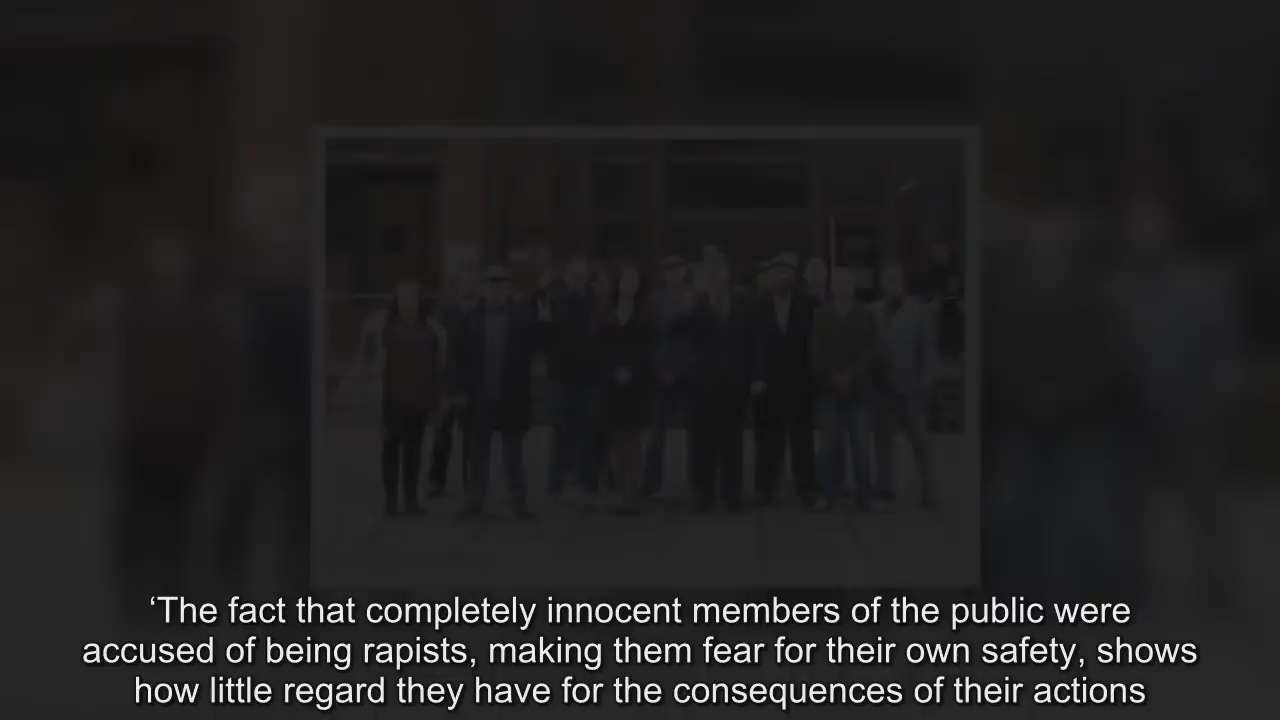 ‘The fact that completely innocent members of the public were
accused of being rapists, making them fear for their own safety, shows
how little regard they have for the consequences of their actions